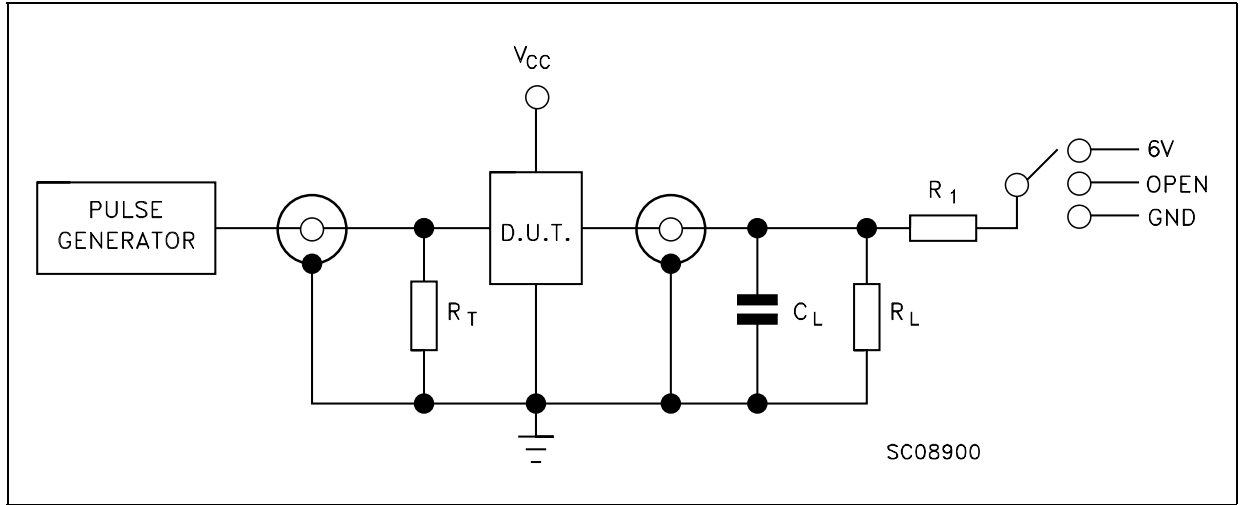 VCC
PULSE
GENERATOR
D.U.T.
RT
CL
RL
R1
6V
OPEN
GND
SC08900